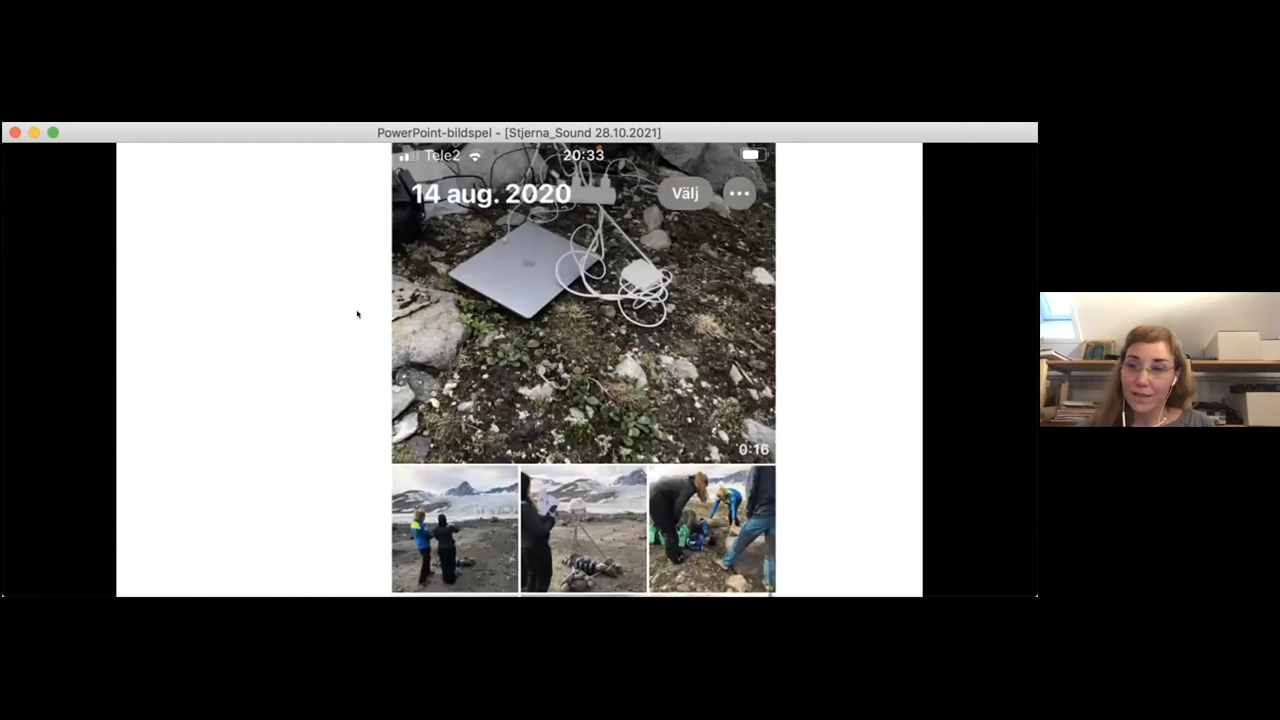 PowerPoint-bildspel - [Stjerna_Sound 28.10.2021]
Tele2 20:33
14 aug. 2020 Välj
0:16